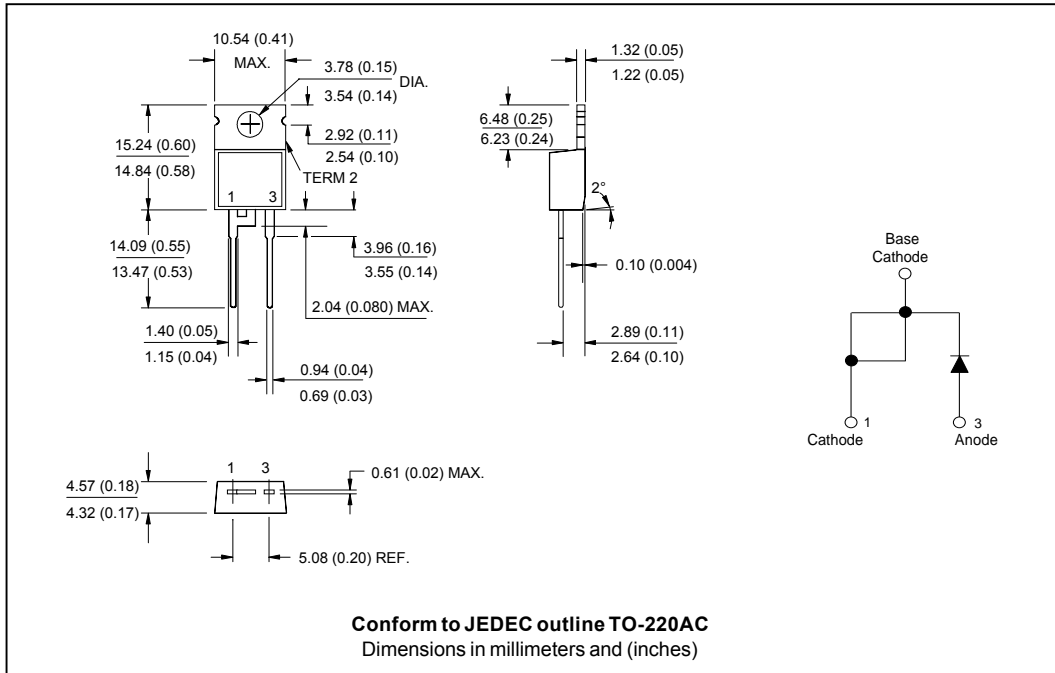 10.54 (0.41)
MAX.
3.78 (0.15)
3.54 (0.14)
DIA.
15.24 (0.60)
14.84 (0.58)
2.92 (0.11)
2.54 (0.10)
TERM 2
1
3
14.09 (0.55)
13.47 (0.53)
3.96 (0.16)
3.55 (0.14)
2.04 (0.080) MAX.
1.40 (0.05)
1.15 (0.04)
0.94 (0.04)
0.69 (0.03)
1.32 (0.05)
1.22 (0.05)
6.48 (0.25)
6.23 (0.24)
2°
0.10 (0.004)
2.89 (0.11)
2.64 (0.10)
Base
Cathode
1
Cathode
3
Anode
1
3
4.57 (0.18)
4.32 (0.17)
0.61 (0.02) MAX.
5.08 (0.20) REF.
Conform to JEDEC outline TO-220AC
Dimensions in millimeters and (inches)